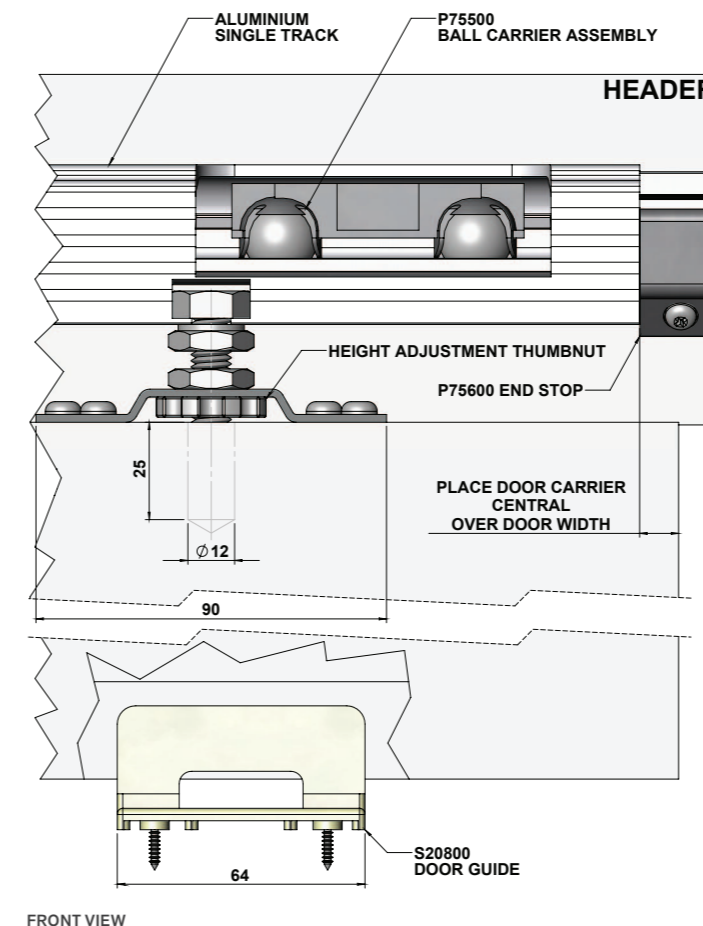 ALUMINIUM
SINGLE TRACK
P75500
BALL CARRIER ASSEMBLY
HEADER
HEIGHT ADJUSTMENT THUMBNUT
P75600 END STOP
25
PLACE DOOR CARRIER
CENTRAL
OVER DOOR WIDTH
Ø12
90
S20800
DOOR GUIDE
64
FRONT VIEW